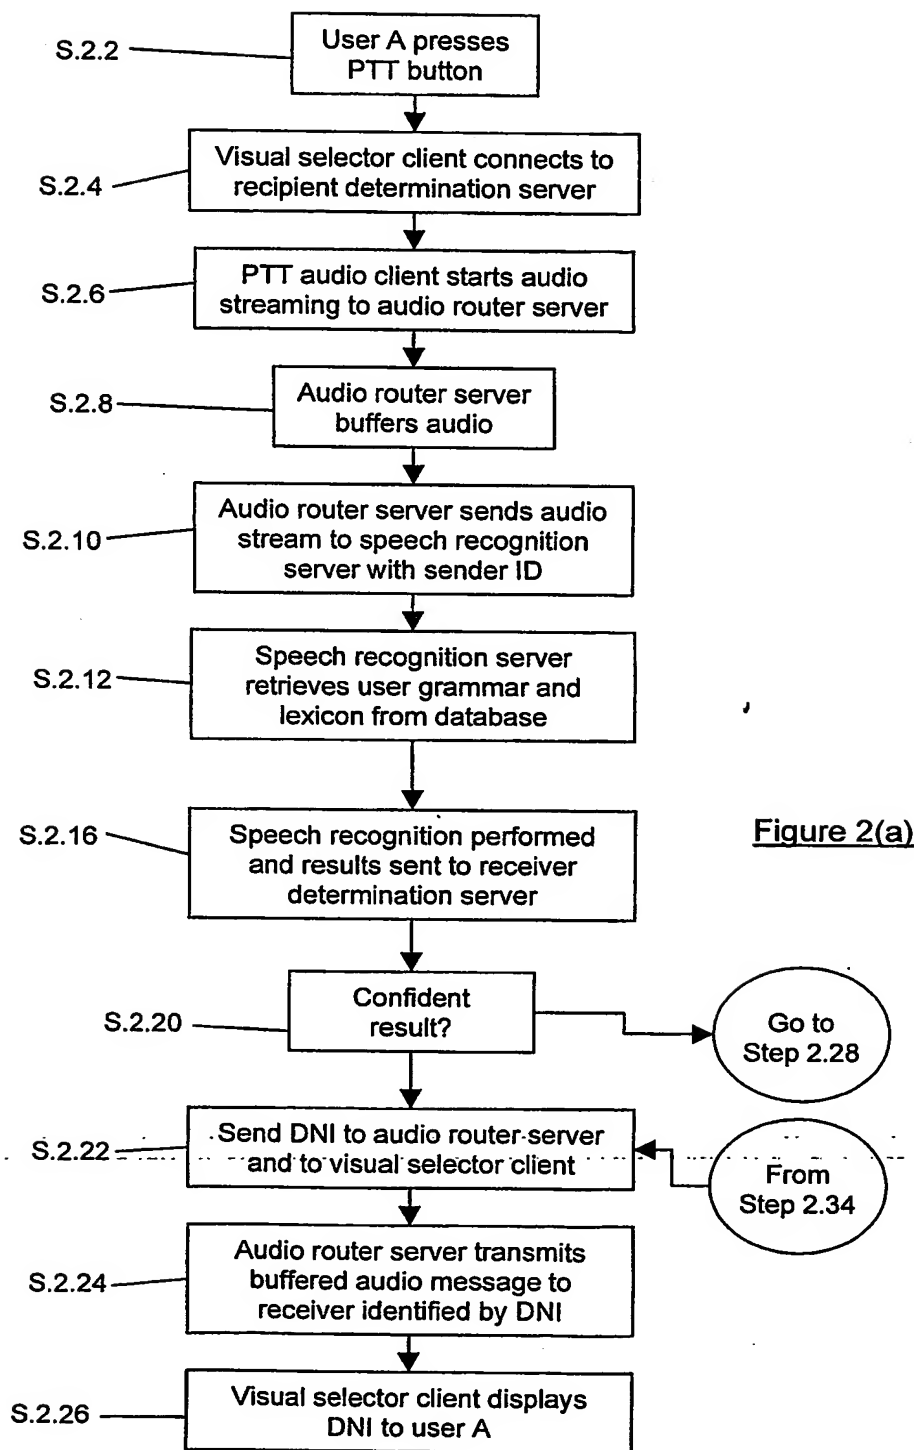 S.2.2
User A presses
PTT button
S.2.4
Visual selector client connects to
recipient determination server
S.2.6
PTT audio client starts audio
streaming to audio router server
S.2.8
Audio router server
buffers audio
S.2.10
Audio router server sends audio
stream to speech recognition
server with sender ID
S.2.12
Speech recognition server
retrieves user grammar and
lexicon from database
S.2.16
Speech recognition performed
and results sent to receiver
determination server
Figure 2(a)
S.2.20
Confident
result?
Go to
Step 2.28
S.2.22
Send DNI to audio router server
and to visual selector client
From
Step 2.34
S.2.24
Audio router server transmits
buffered audio message to
receiver identified by DNI
S.2.26
Visual selector client displays
DNI to user A